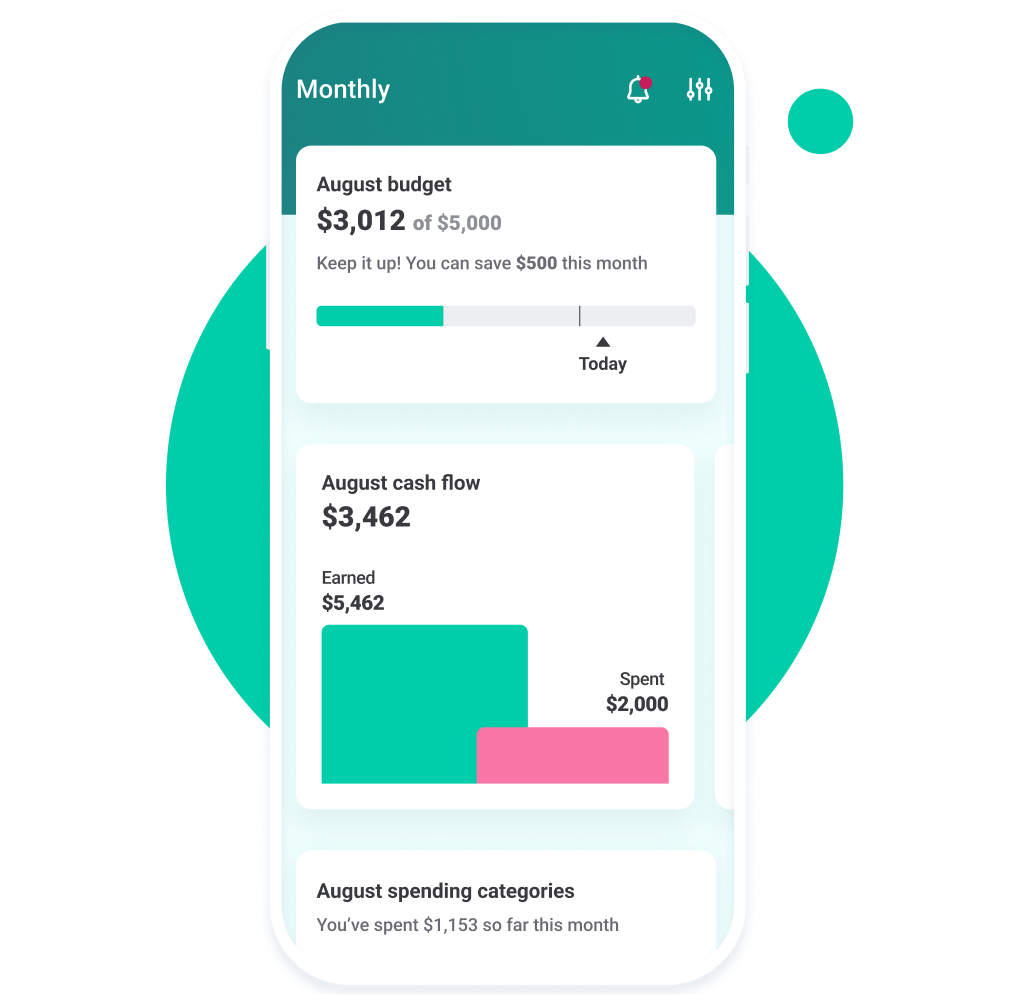 Monthly
August budget
$3,012 of $5,000
Keep it up! You can save $500 this month
Today
August cash flow
$3,462
Earned
$5,462
Spent
$2,000
August spending categories
You’ve spent $1,153 so far this month